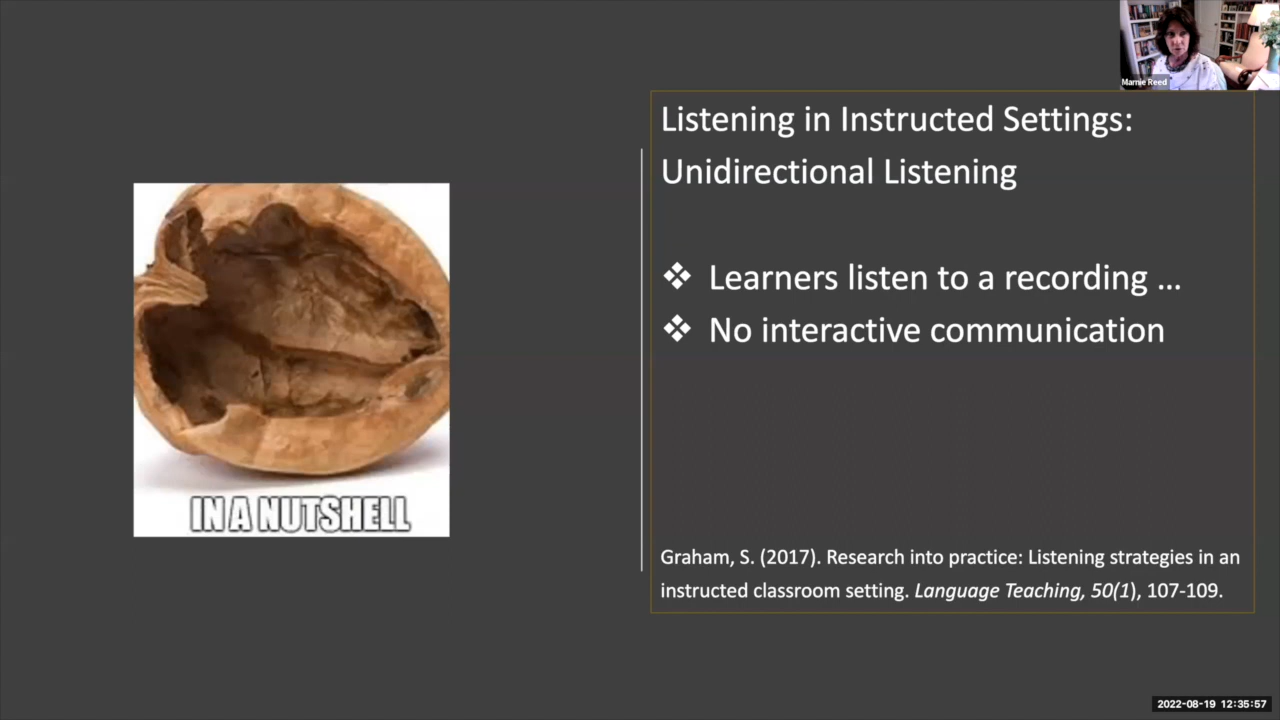 Marnie Reed
Listening in Instructed Settings:
Unidirectional Listening
❖ Learners listen to a recording ...
❖ No interactive communication
IN A NUTSHELL
Graham, S. (2017). Research into practice: Listening strategies in an
instructed classroom setting. Language Teaching, 50(1), 107-109.
2022-08-19 12:35:57